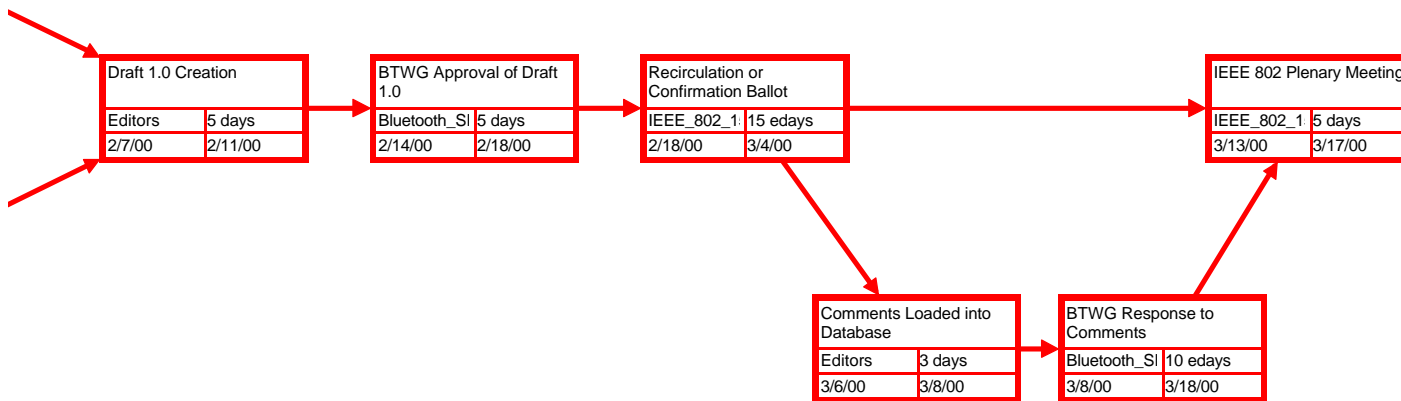 Draft 1.0 Creation
Editors 5 days
2/7/00 2/11/00
BTWG Approval of Draft
1.0
Bluetooth_SI 5 days
2/14/00 2/18/00
Recirculation or
Confirmation Ballot
IEEE_802_1 15 edays
2/18/00 3/4/00
IEEE 802 Plenary Meeting
IEEE_802_1 5 days
3/13/00 3/17/00
Comments Loaded into
Database
Editors 3 days
3/6/00 3/8/00
BTWG Response to
Comments
Bluetooth_SI 10 edays
3/8/00 3/18/00